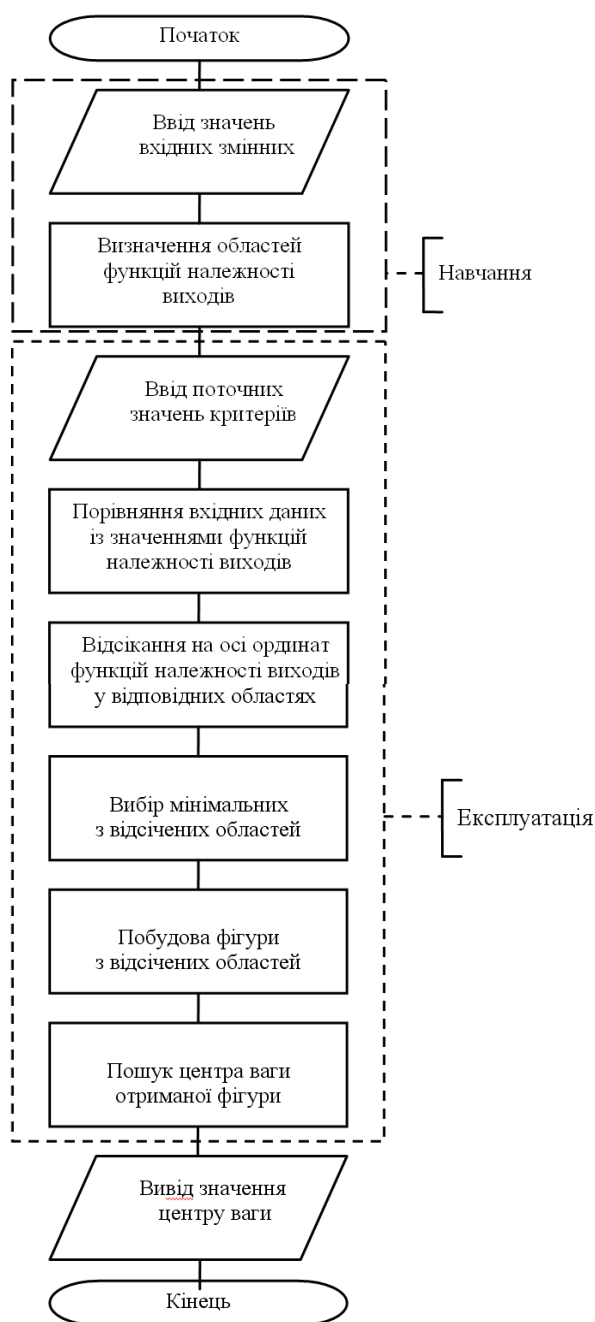 Початок
Ввід значень
вхідних змінних
Визначення областей
функцій належності
виходів
Навчання
Ввід поточних
значень критеріїв
Порівняння вхідних даних
із значеннями функцій
належності виходів
Відсікання на осі ординат
функцій належності виходів
у відповідних областях
Вибір мінімальних
з відсічених областей
Експлуатація
Побудова фігури
з відсічених областей
Пошук центра ваги
отриманої фігури
Вивід значення
центру ваги
Кінець